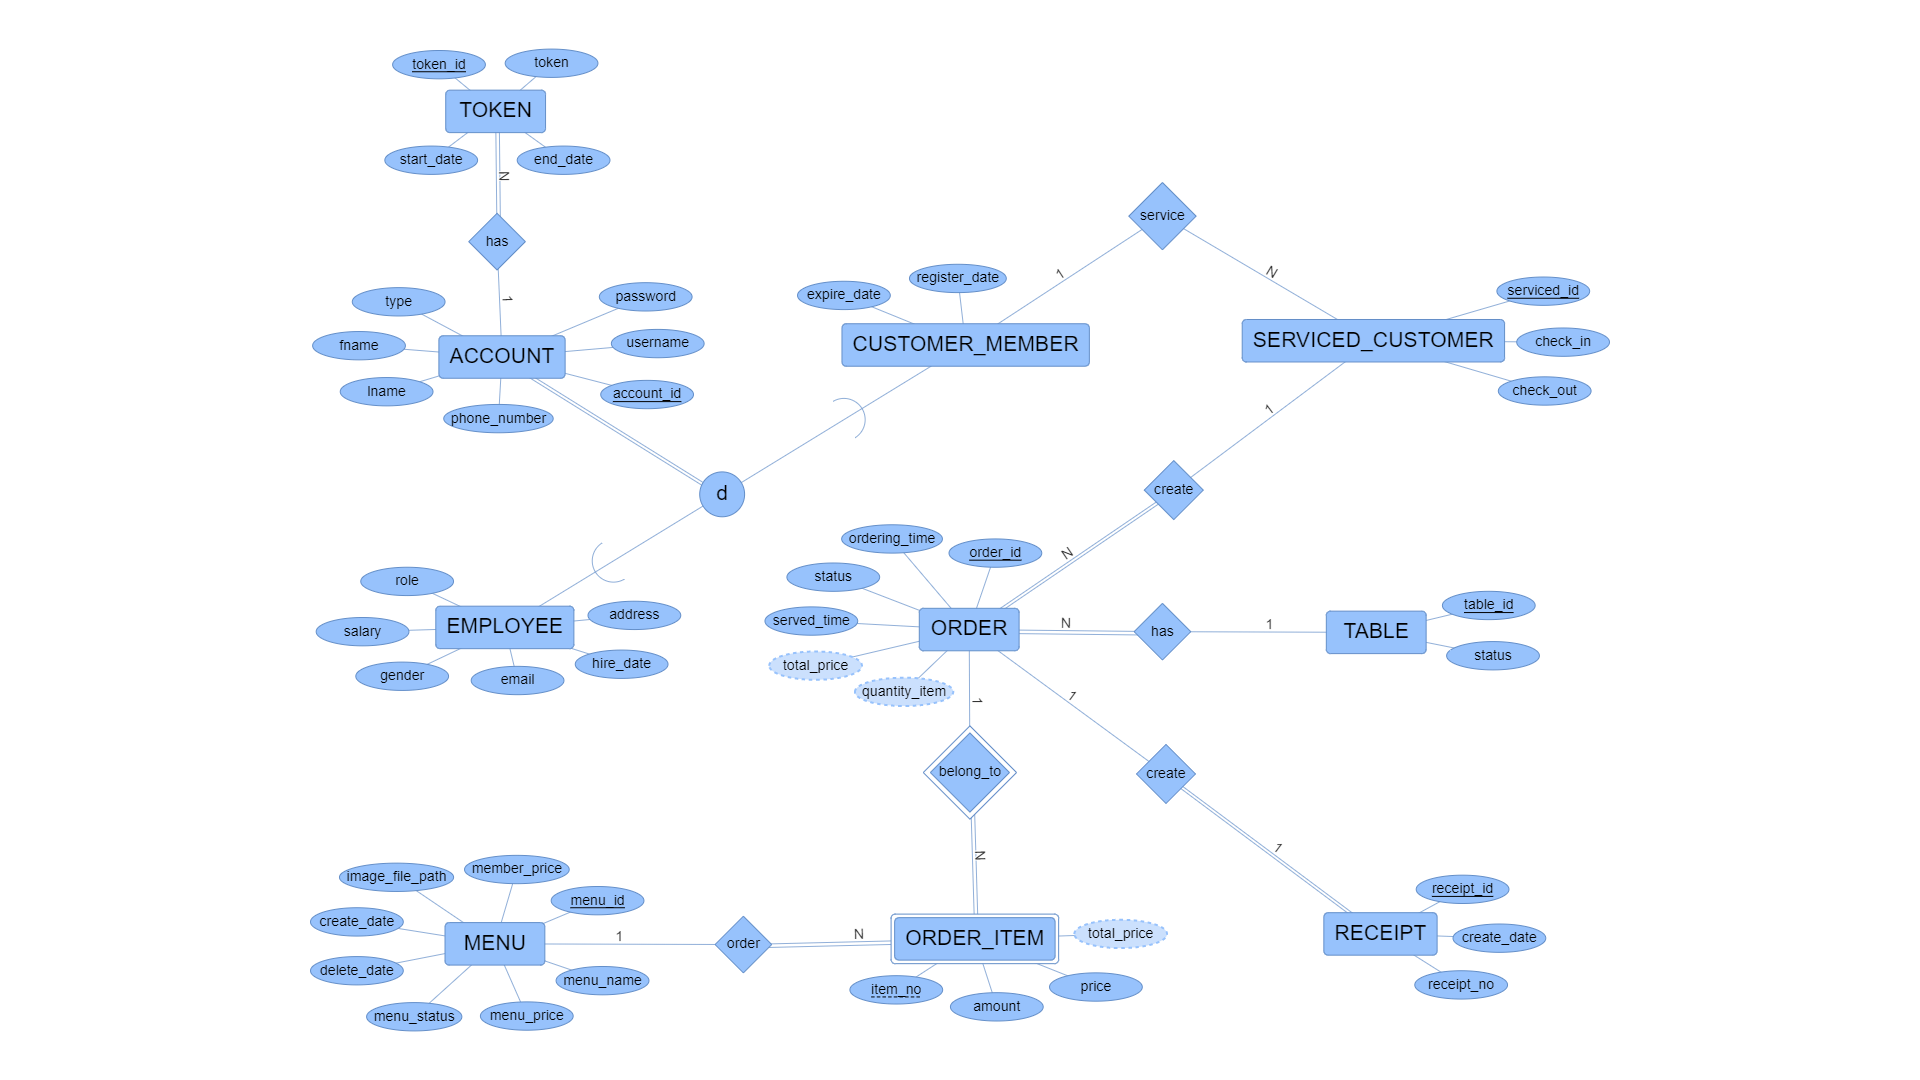 token_id
token
TOKEN
start_date
end_date
N
has
1
type
password
fname
username
ACCOUNT
lname
account_id
phone_number
service
1
N
expire_date
register_date
CUSTOMER_MEMBER
serviced_id
SERVICED_CUSTOMER
check_in
check_out
1
d
create
N
role
address
EMPLOYEE
salary
gender
email
hire_date
ordering_time
order_id
status
served_time
ORDER
total_price
quantity_item
N
has
1
table_id
TABLE
status
1
belong_to
N
1
create
1
image_file_path
member_price
menu_id
create_date
MENU
delete_date
menu_name
menu_status
menu_price
1
order
N
ORDER_ITEM
total_price
item_no
amount
price
receipt_id
RECEIPT
create_date
receipt_no